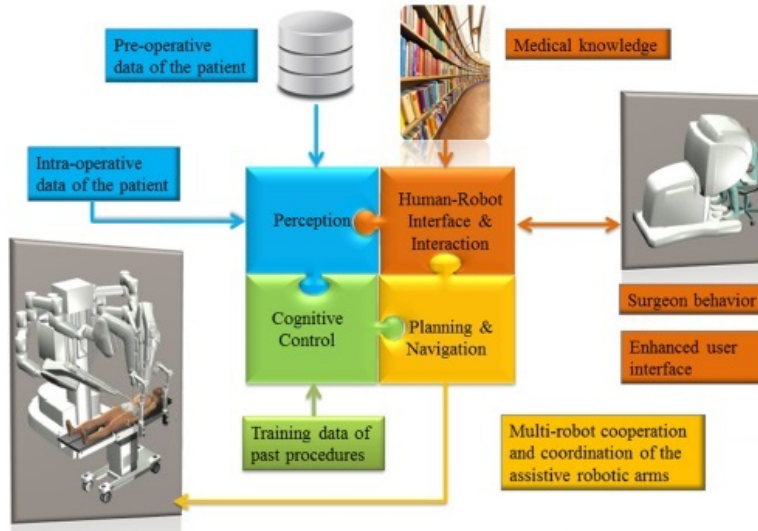 Pre-operative
data of the patient
Medical knowledge
Intra-operative
data of the patient
Perception
Human-Robot
Interface &
Interaction
Cognitive
Control
Planning &
Navigation
Surgeon behavior
Enhanced user
interface
Training data of
past procedures
Multi-robot cooperation
and coordination of the
assistive robotic arms